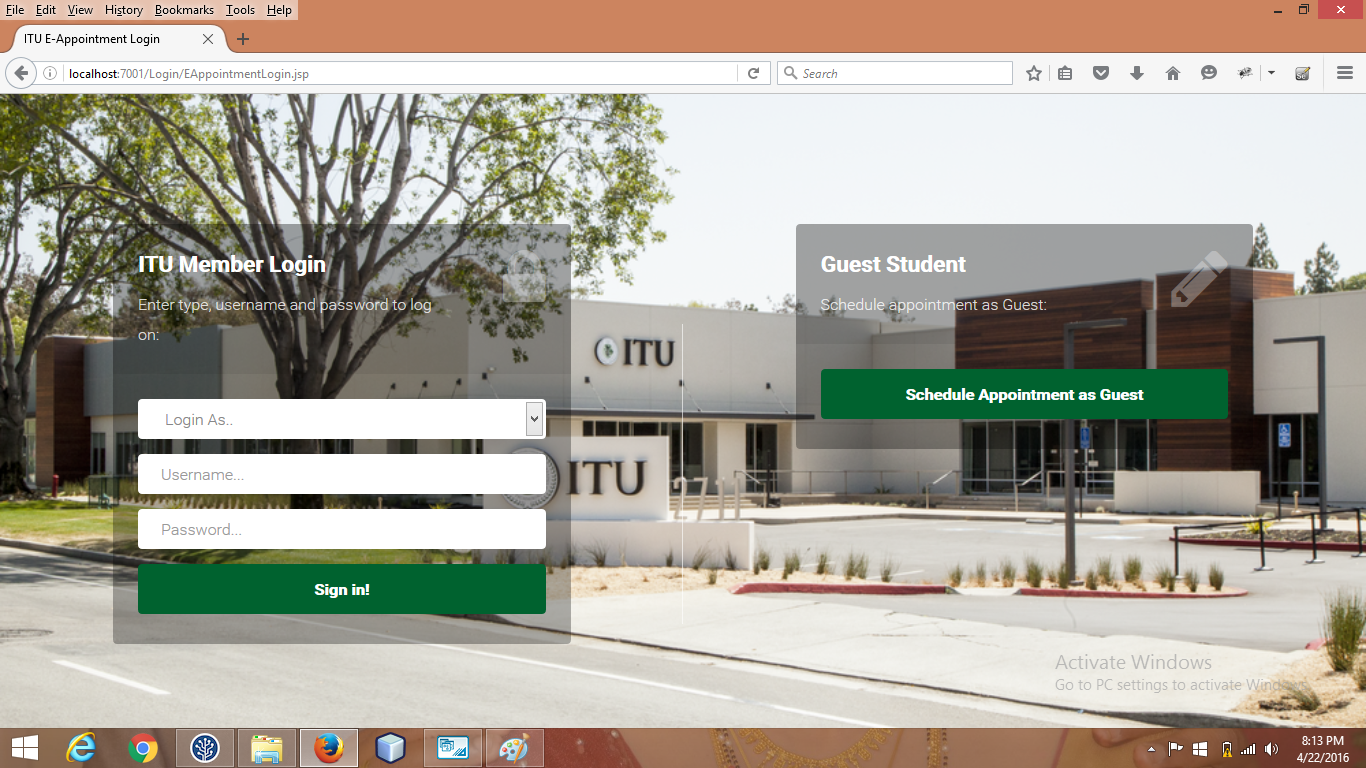 File Edit View History Bookmarks Tools Help
ITU E-Appointment Login
localhost:7001/Login/EAppointmentLogin.jsp
Search
ITU Member Login
Enter type, username and password to log
on:
Login As..
Username...
Password...
Sign in!
Guest Student
Schedule appointment as Guest:
Schedule Appointment as Guest
ITU
ITU
2711
Activate Windows
Go to PC settings to activate Windows.
8:13 PM
4/22/2016